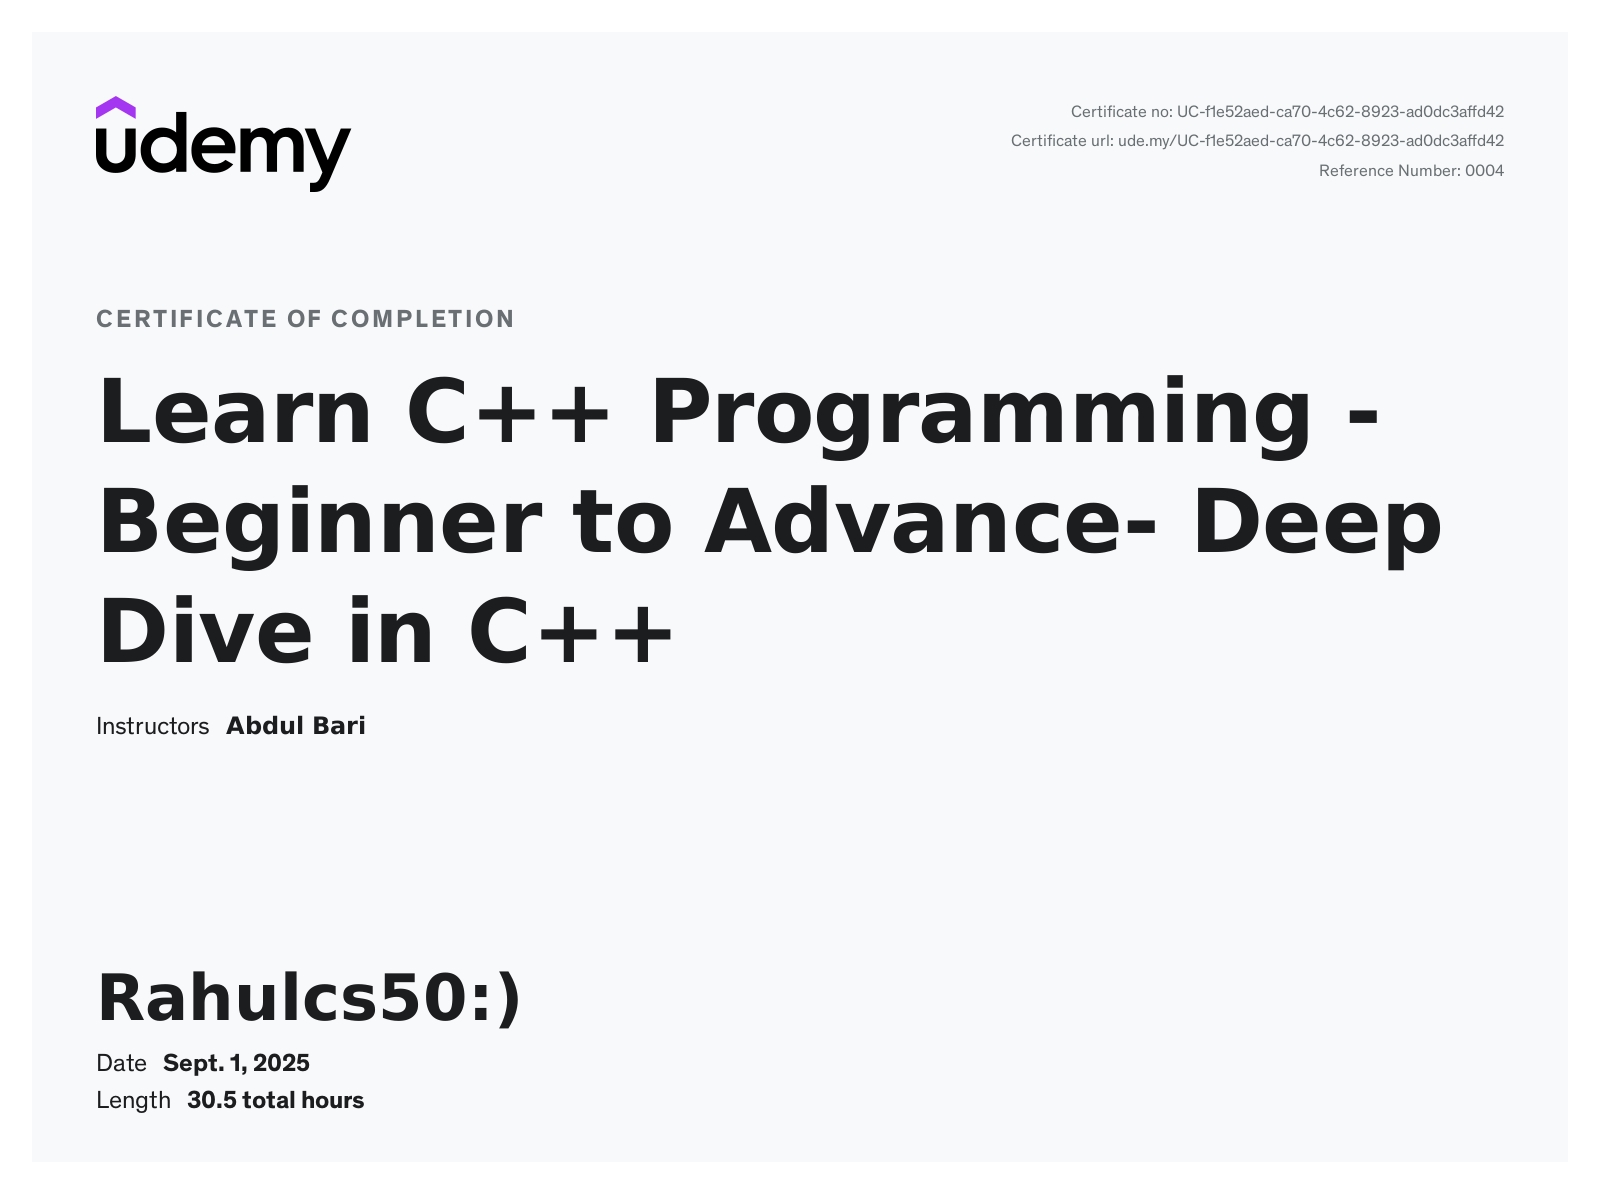 udemy
Certificate no: UC-f1e52aed-ca70-4c62-8923-ad0dc3affd42
Certificate url: ude.my/UC-f1e52aed-ca70-4c62-8923-ad0dc3affd42
Reference Number: 0004
CERTIFICATE OF COMPLETION
Learn C++ Programming -
Beginner to Advance- Deep
Dive in C++
Instructors Abdul Bari
Rahulcs50:)
Date Sept. 1, 2025
Length 30.5 total hours